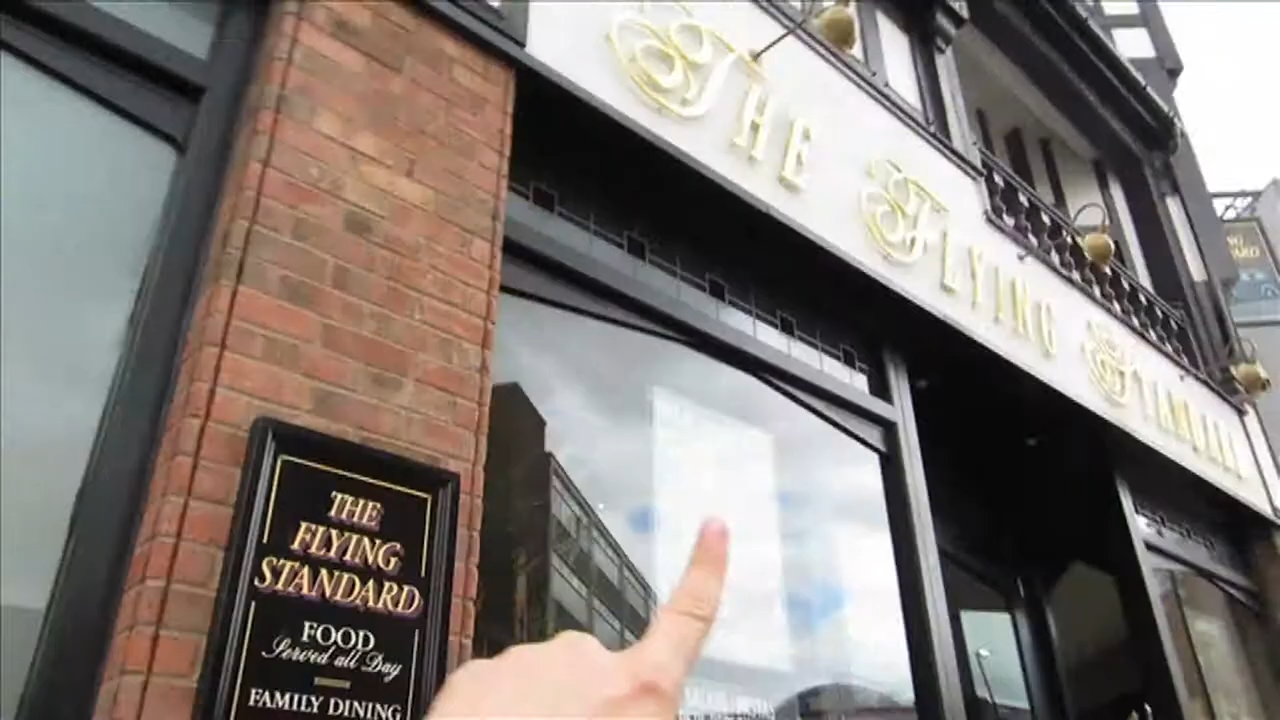 THE FLYING STANDARD
THE
FLYING
STANDARD
FOOD
Served all Day
FAMILY DINING